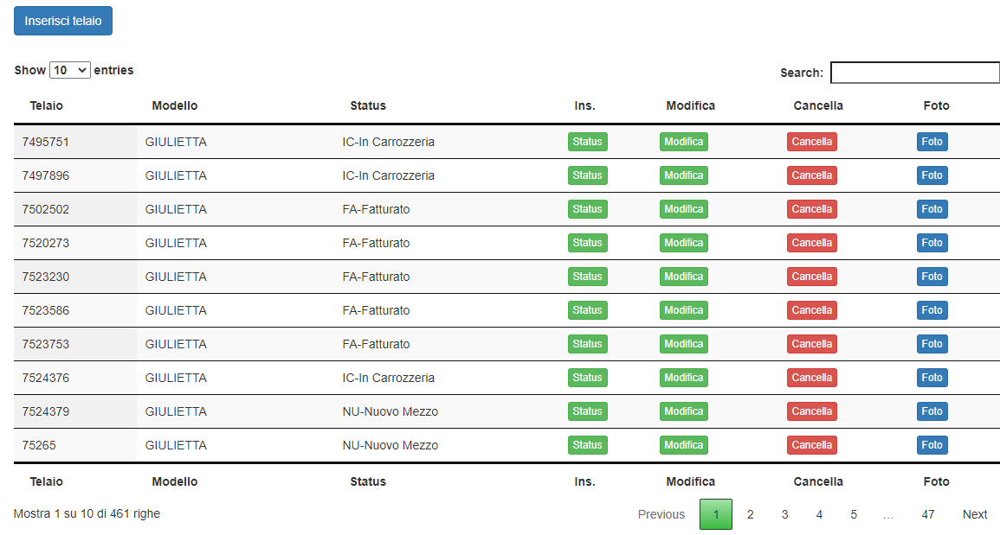 Inserisci telaio
Show 10 entries
Search:
Telaio Modello Status Ins. Modifica Cancella Foto
7495751 GIULIETTA IC-In Carrozzeria Status Modifica Cancella Foto
7497896 GIULIETTA IC-In Carrozzeria Status Modifica Cancella Foto
7502502 GIULIETTA FA-Fatturato Status Modifica Cancella Foto
7520273 GIULIETTA FA-Fatturato Status Modifica Cancella Foto
7523230 GIULIETTA FA-Fatturato Status Modifica Cancella Foto
7523586 GIULIETTA FA-Fatturato Status Modifica Cancella Foto
7523753 GIULIETTA FA-Fatturato Status Modifica Cancella Foto
7524376 GIULIETTA IC-In Carrozzeria Status Modifica Cancella Foto
7524379 GIULIETTA NU-Nuovo Mezzo Status Modifica Cancella Foto
75265 GIULIETTA NU-Nuovo Mezzo Status Modifica Cancella Foto
Telaio Modello Status Ins. Modifica Cancella Foto
Mostra 1 su 10 di 461 righe
Previous 1 2 3 4 5 … 47 Next